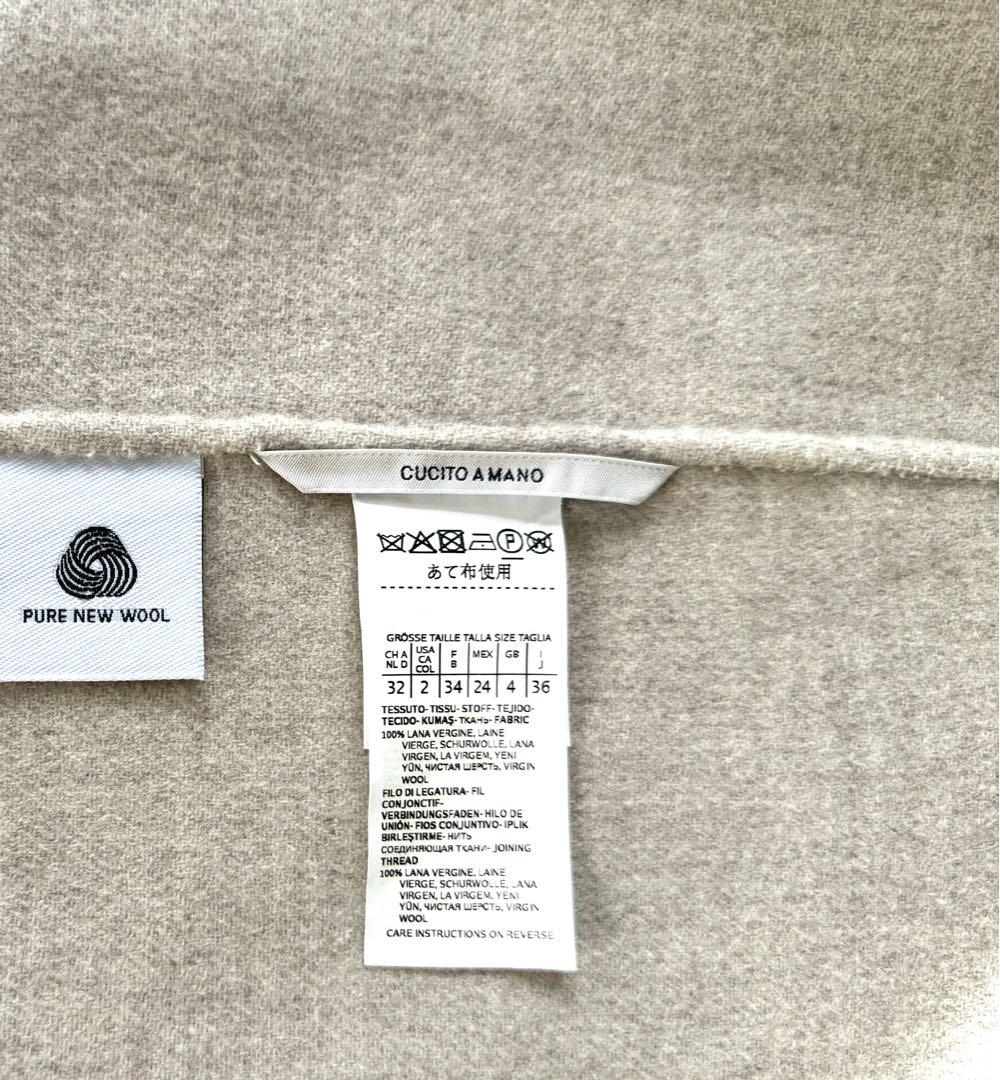 CUCITO A MANO
PURE NEW WOOL
P
あて布使用
GRÖSSE TAILLE TALLA SIZE TAGLIA
CH A NL D USA CA COL F B MEX GB I J
32 2 34 24 4 36
TESSUTO- TISSU- STOFF- TEJIDO-
TECIDO- KUMAŞ- ТКАНЬ- FABRIC
100% LANA VERGINE, LAINE
VIERGE, SCHURWOLLE, LANA
VIRGEN, LA VIRGEM, YENI
YÜN, ЧИСТАЯ ШЕРСТЬ, VIRGIN
WOOL
FILO DI LEGATURA- FIL
CONJONCTIF-
VERBINDUNGSFADEN- HILO DE
UNIÓN- FIOS CONJUNTIVO- IPLIK
BIRLEŞTIRME- НИТЬ
СОЕДИНЯЮЩАЯ ТКАНИ- JOINING
THREAD
100% LANA VERGINE, LAINE
VIERGE, SCHURWOLLE, LANA
VIRGEN, LA VIRGEM, YENI
YÜN, ЧИСТАЯ ШЕРСТЬ, VIRGIN
WOOL
CARE INSTRUCTIONS ON REVERSE